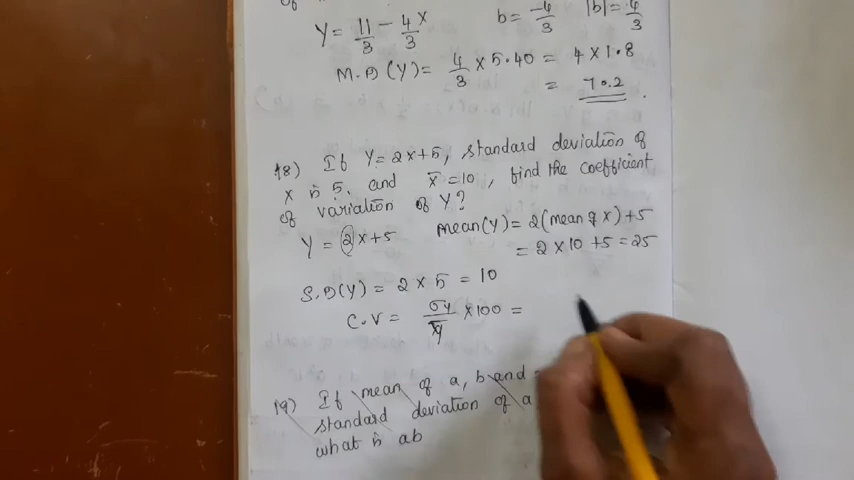 of
Y = 11/3 - 4/3 x
b = -4/3 |b| = 4/3
M.D(Y) = 4/3 × 5.40 = 4 × 1.8
= 7.2
18) If Y = 2x+5, standard deviation of
x is 5, and x̄ = 10, find the coefficient
of variation of Y?
Y = 2x+5
mean(Y) = 2(mean of x) + 5
= 2 × 10 + 5 = 25
S.D(Y) = 2 × 5 = 10
C.V = σy/ȳ × 100 =
19) If mean of a, b and
standard deviation of a
what is ab